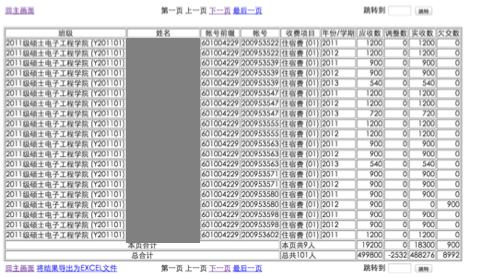 回主画面 第一页 上一页 下一页 最后一页 跳转到 跳转
班级 姓名 帐号前缀 帐号 收费项目 年份/学期 应收数 调整数 实收数 欠交数
2011级硕士电子工程学院 (Y201101) 601004229 200953522 住宿费 (01) 2011 1200 0 1200 0
2011级硕士电子工程学院 (Y201101) 601004229 200953522 住宿费 (01) 2012 1200 0 1200 0
2011级硕士电子工程学院 (Y201101) 601004229 200953539 住宿费 (01) 2011 900 0 900 0
2011级硕士电子工程学院 (Y201101) 601004229 200953539 住宿费 (01) 2012 900 0 900 0
2011级硕士电子工程学院 (Y201101) 601004229 200953539 住宿费 (01) 2013 540 0 540 0
2011级硕士电子工程学院 (Y201101) 601004229 200953547 住宿费 (01) 2011 1200 0 1200 0
2011级硕士电子工程学院 (Y201101) 601004229 200953547 住宿费 (01) 2012 1200 0 1200 0
2011级硕士电子工程学院 (Y201101) 601004229 200953547 住宿费 (01) 2013 720 0 720 0
2011级硕士电子工程学院 (Y201101) 601004229 200953555 住宿费 (01) 2011 1200 0 1200 0
2011级硕士电子工程学院 (Y201101) 601004229 200953555 住宿费 (01) 2012 1200 0 1200 0
2011级硕士电子工程学院 (Y201101) 601004229 200953563 住宿费 (01) 2011 900 0 900 0
2011级硕士电子工程学院 (Y201101) 601004229 200953563 住宿费 (01) 2012 900 0 900 0
2011级硕士电子工程学院 (Y201101) 601004229 200953563 住宿费 (01) 2013 540 0 540 0
2011级硕士电子工程学院 (Y201101) 601004229 200953571 住宿费 (01) 2011 900 0 900 0
2011级硕士电子工程学院 (Y201101) 601004229 200953571 住宿费 (01) 2012 900 0 900 0
2011级硕士电子工程学院 (Y201101) 601004229 200953580 住宿费 (01) 2011 900 0 900 0
2011级硕士电子工程学院 (Y201101) 601004229 200953580 住宿费 (01) 2012 900 0 0 900
2011级硕士电子工程学院 (Y201101) 601004229 200953598 住宿费 (01) 2011 900 0 900 0
2011级硕士电子工程学院 (Y201101) 601004229 200953598 住宿费 (01) 2012 900 0 900 0
2011级硕士电子工程学院 (Y201101) 601004229 200953602 住宿费 (01) 2011 1200 0 1200 0
本页合计 本页共9人 19200 0 18300 900
总合计 总共101人 499800 -2532 488276 8992
回主画面 将结果导出为EXCEL文件 第一页 上一页 下一页 最后一页 跳转到 跳转